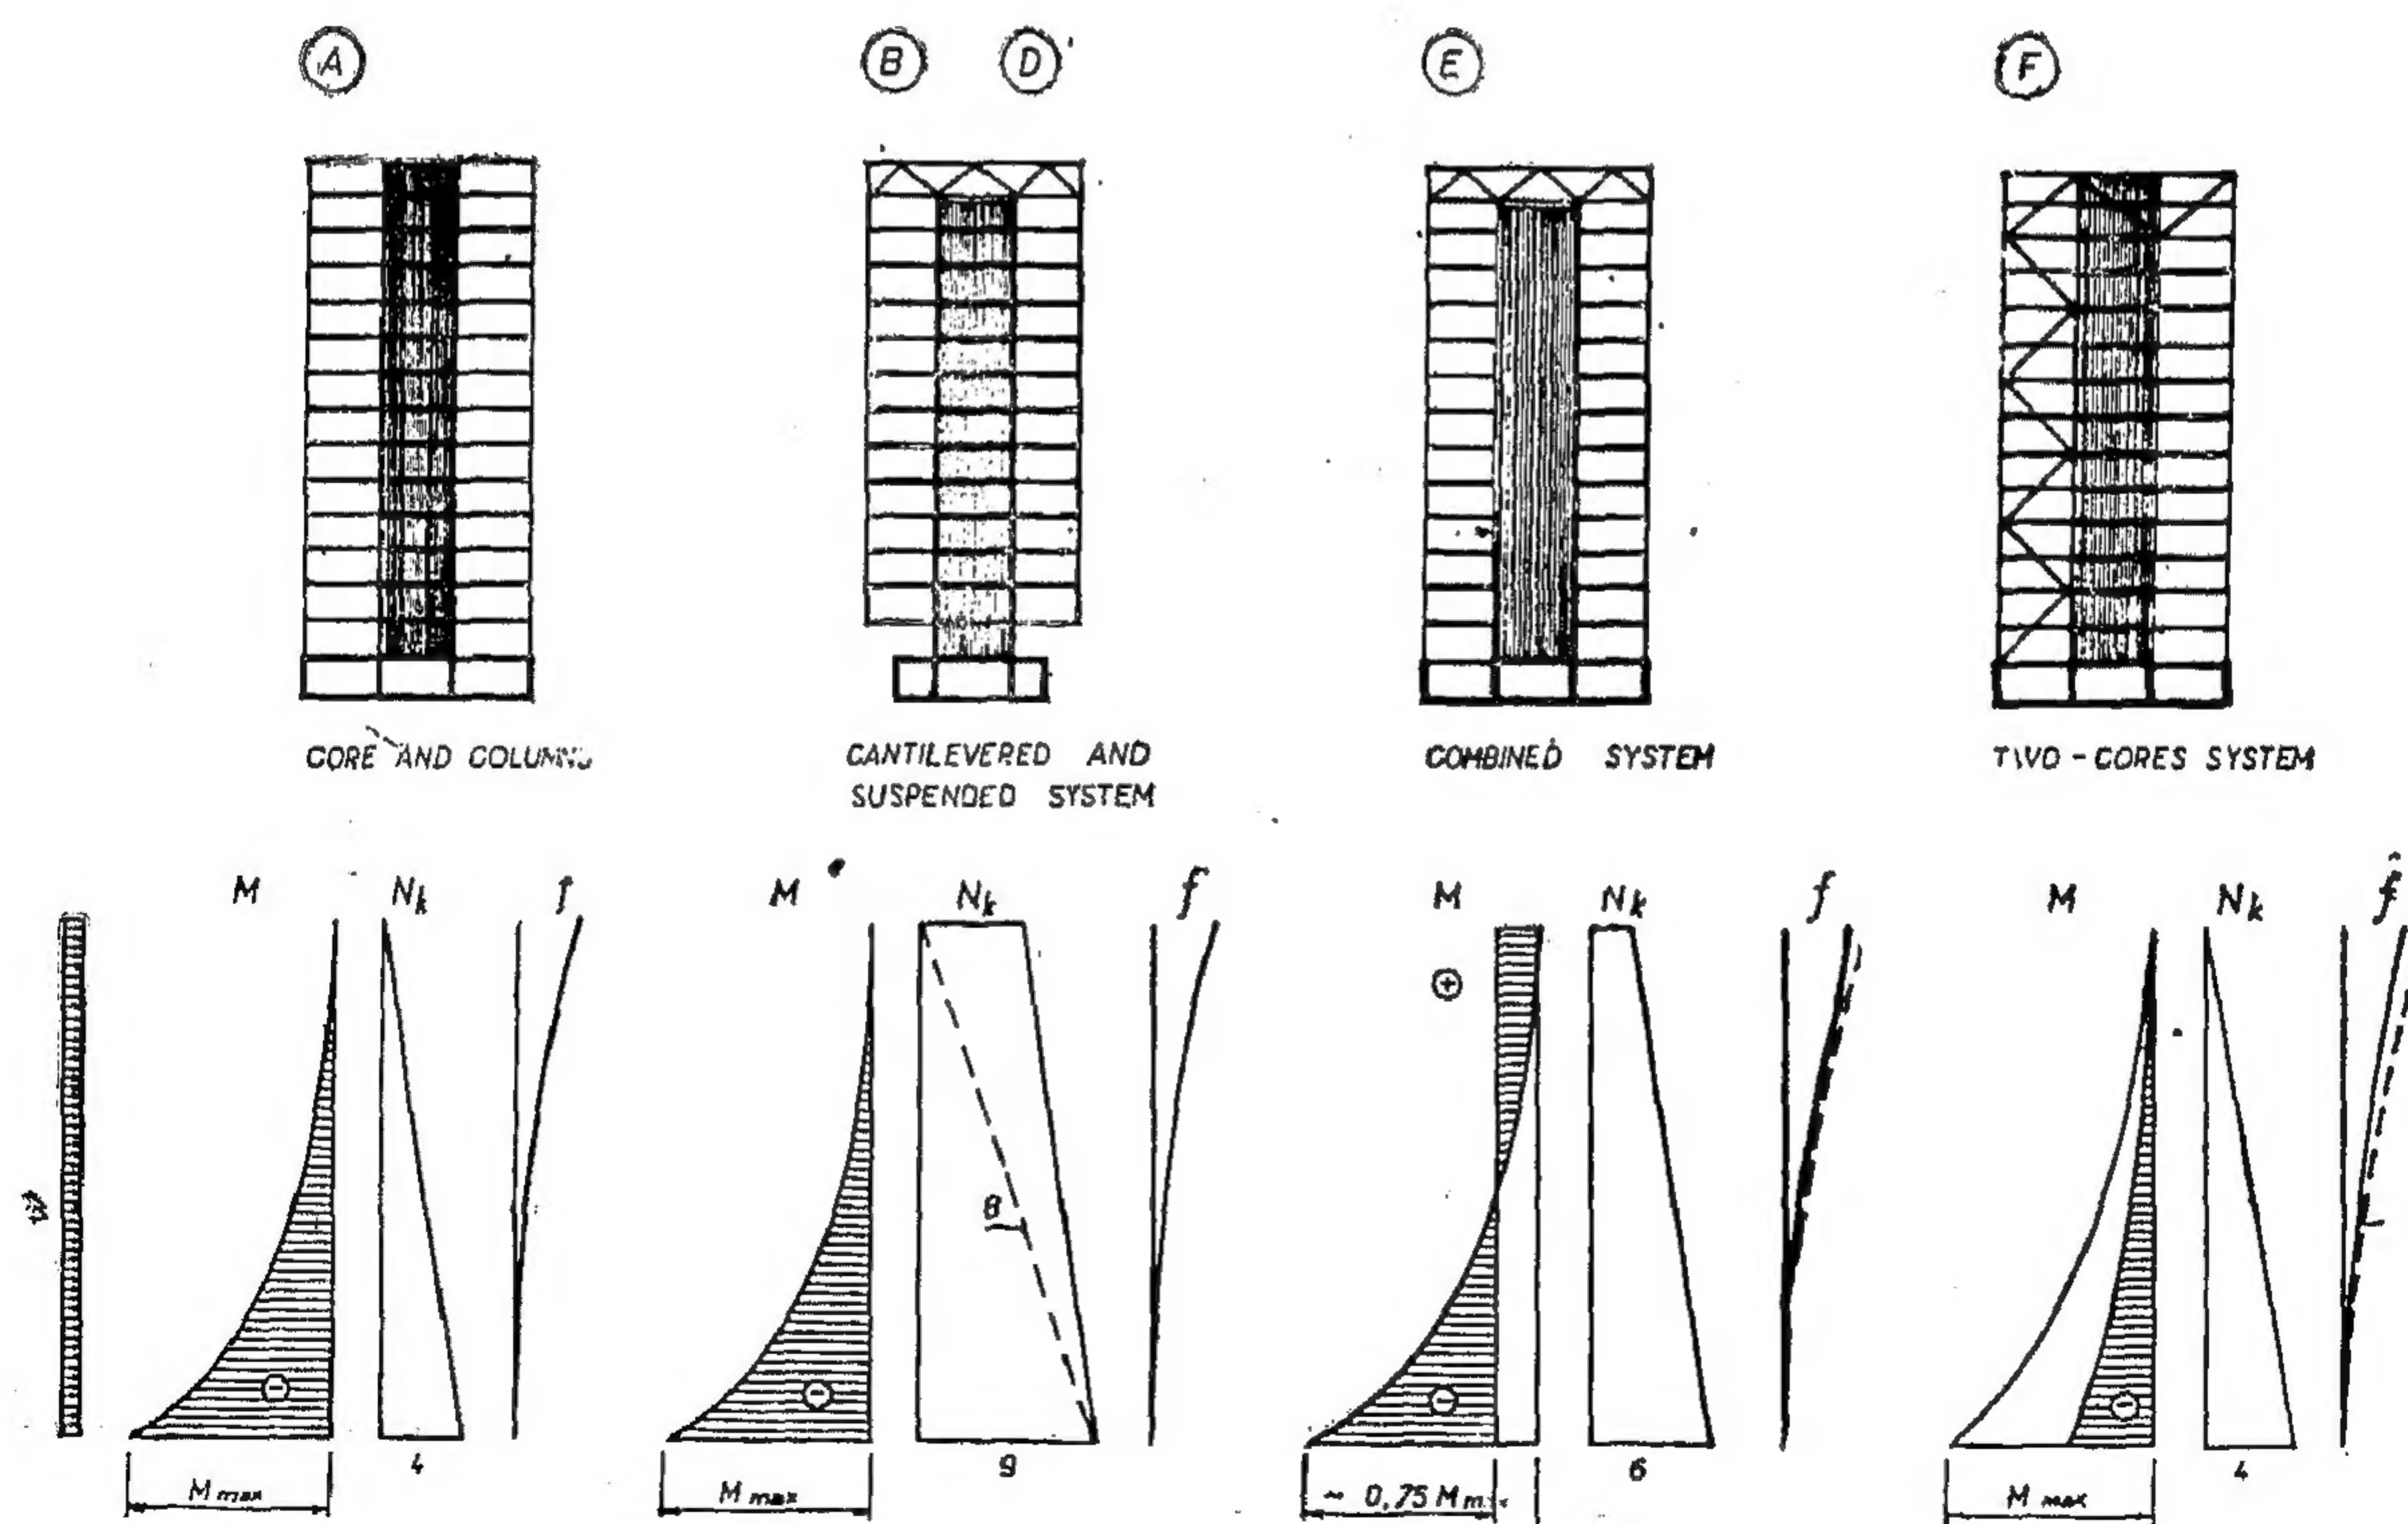 A
B D
E
F
CORE AND COLUMNS
CANTILEVERED AND
SUSPENDED SYSTEM
COMBINED SYSTEM
TWO-CORES SYSTEM
M Nk f
M Nk f
M Nk f
M Nk f
+
B
-
-
-
-
4
9
6
4
M max
M max
~ 0,75 M max
M max